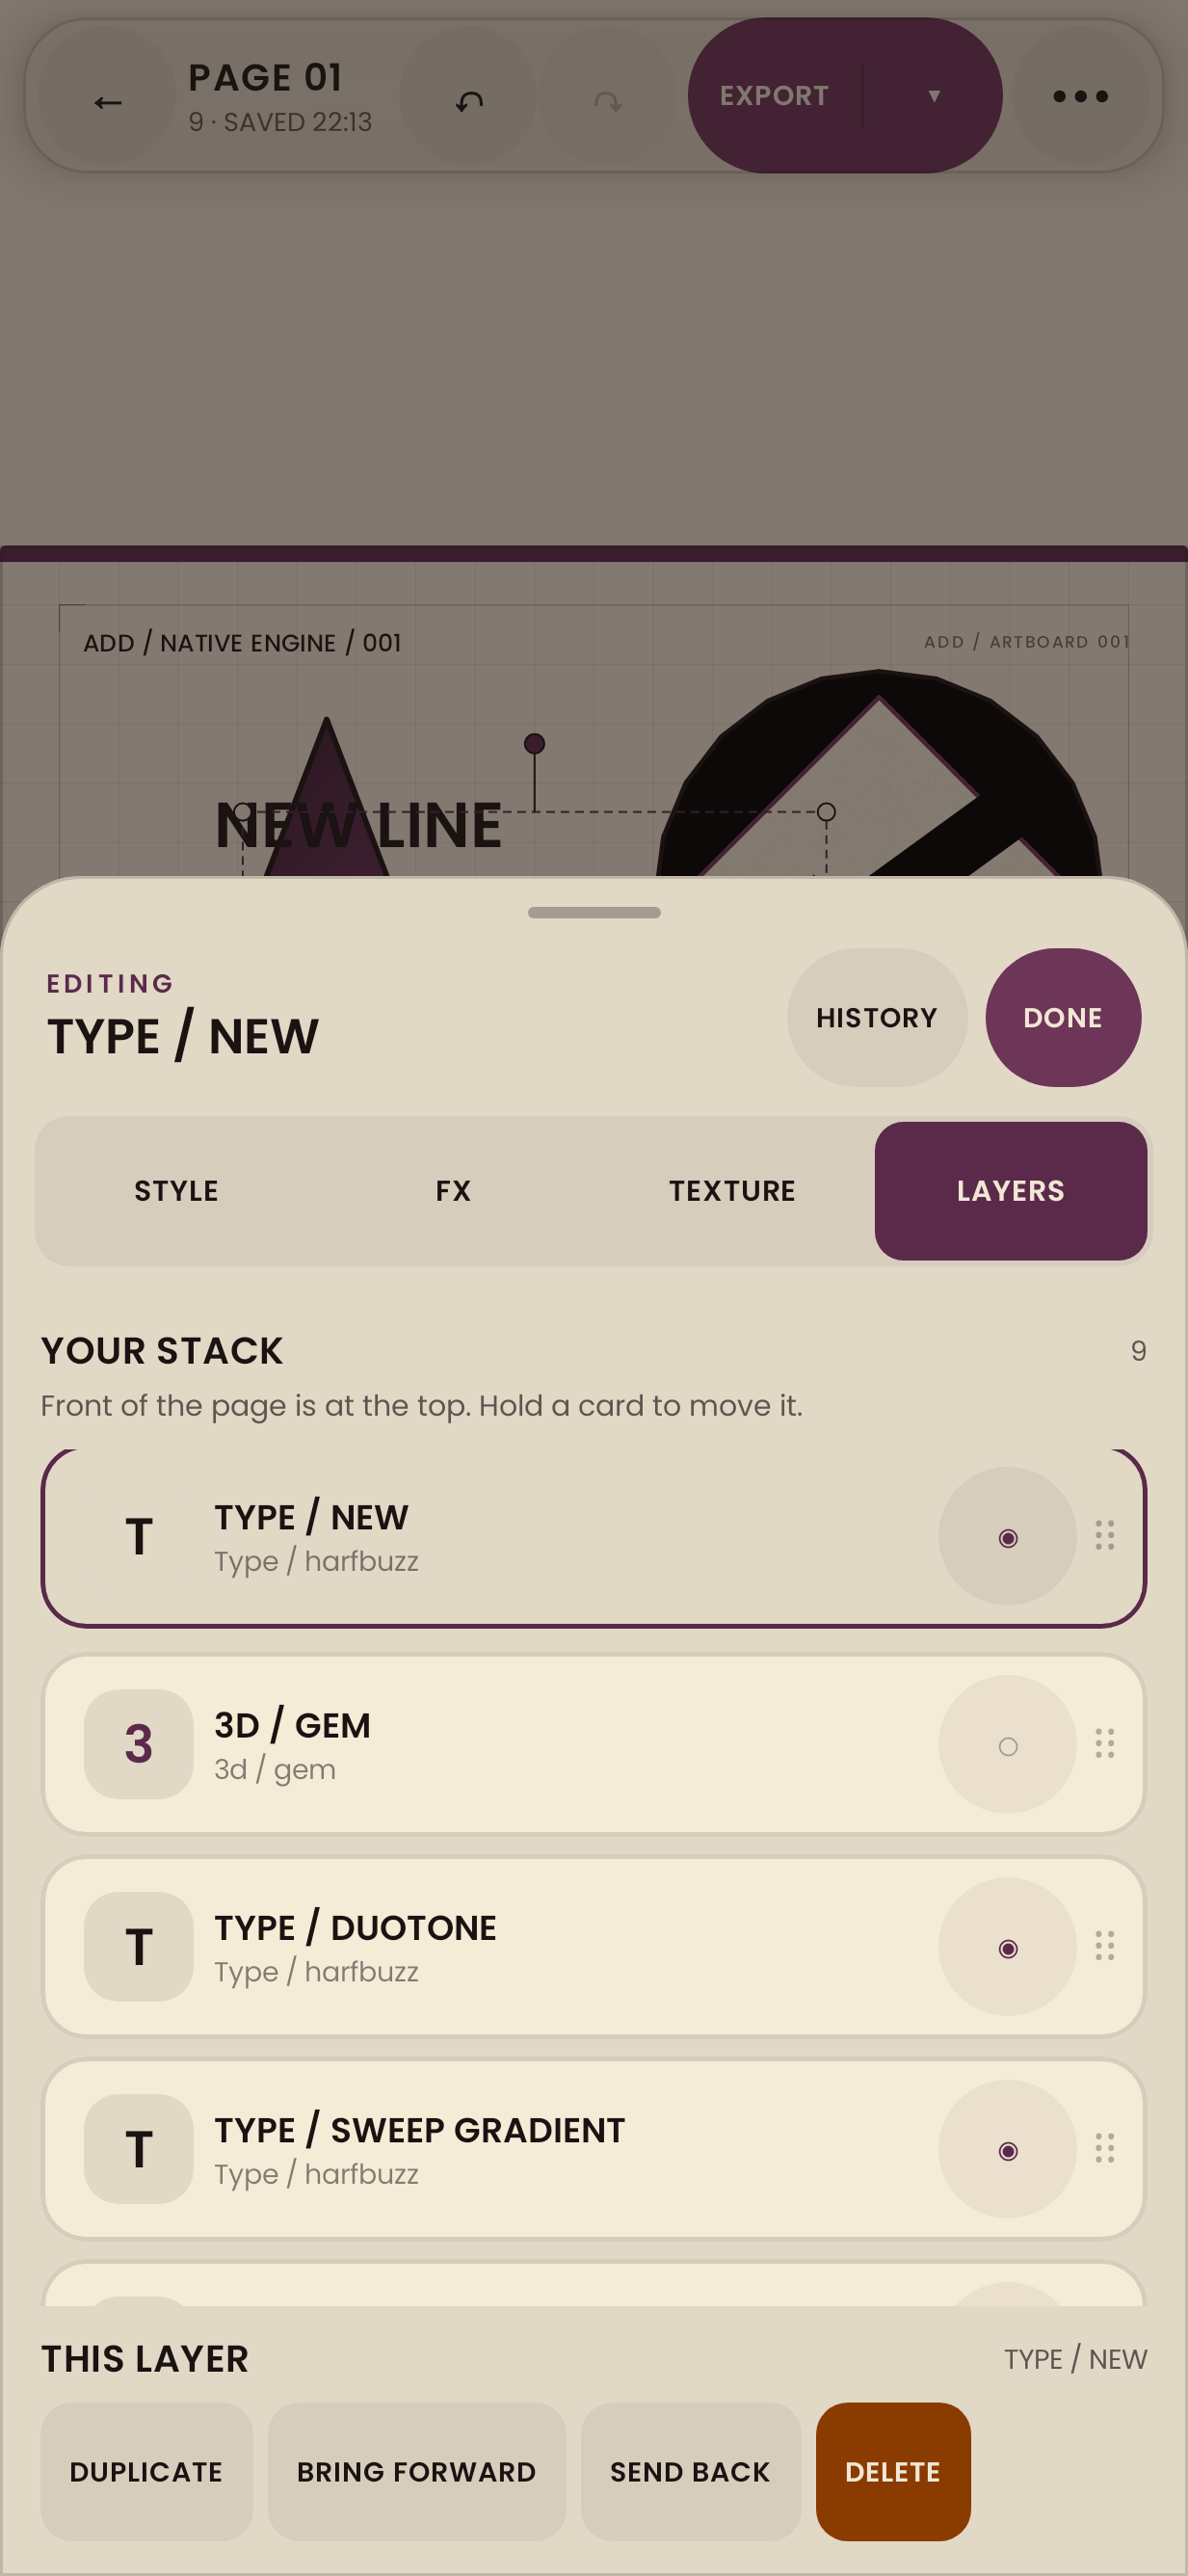 PAGE 01
9 · SAVED 22:13
EXPORT
ADD / NATIVE ENGINE / 001
ADD / ARTBOARD 001
NEW LINE
EDITING
TYPE / NEW
HISTORY
DONE
STYLE
FX
TEXTURE
LAYERS
YOUR STACK
9
Front of the page is at the top. Hold a card to move it.
T
TYPE / NEW
Type / harfbuzz
3
3D / GEM
3d / gem
T
TYPE / DUOTONE
Type / harfbuzz
T
TYPE / SWEEP GRADIENT
Type / harfbuzz
THIS LAYER
TYPE / NEW
DUPLICATE
BRING FORWARD
SEND BACK
DELETE